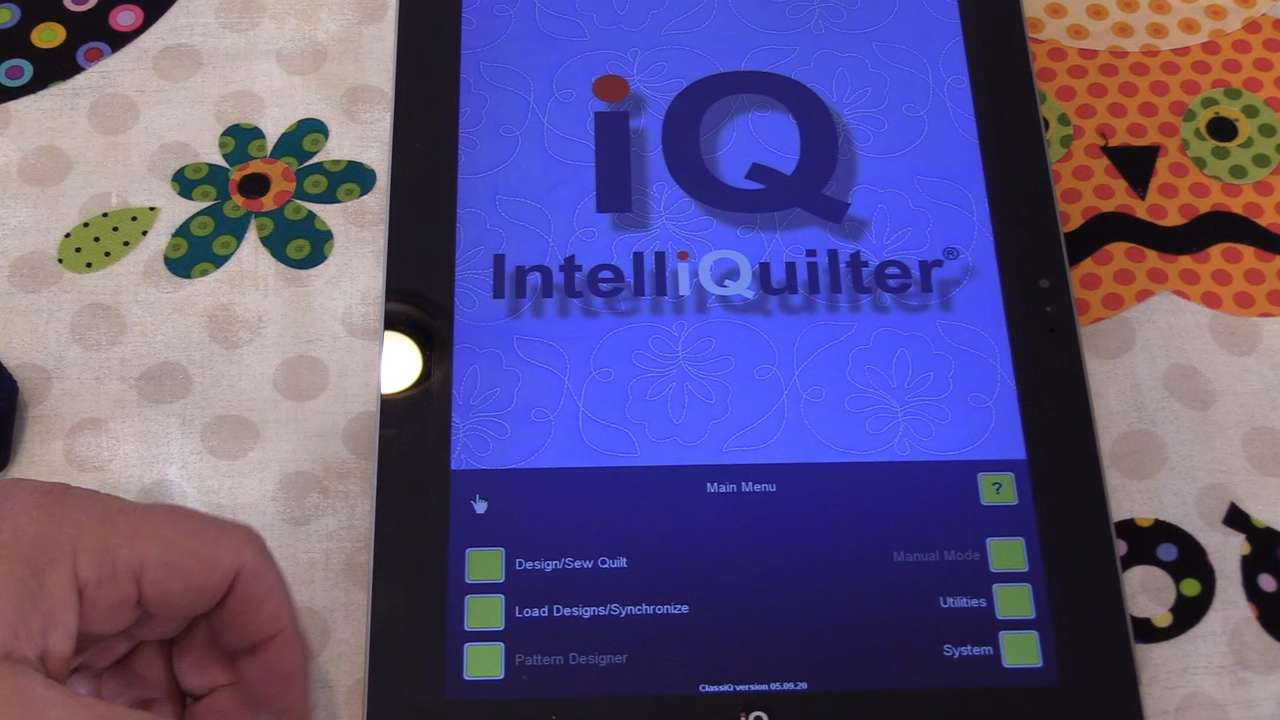 iQ
IntelliQuilter®
Main Menu
?
Design/Sew Quilt
Manual Mode
Load Designs/Synchronize
Utilities
Pattern Designer
System
ClassiQ version 05.09.20
iQ